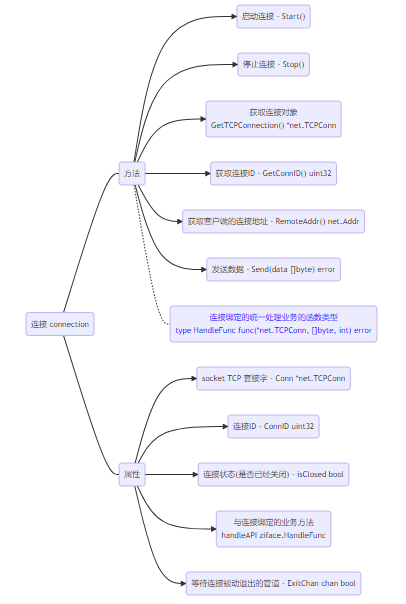 启动连接 - Start()
停止连接 - Stop()
获取连接对象
GetTCPConnection() *net.TCPConn
方法
获取连接ID - GetConnID() uint32
获取客户端的连接地址 - RemoteAddr() net.Addr
发送数据 - Send(data []byte) error
连接绑定的统一处理业务的函数类型
type HandleFunc func(*net.TCPConn, []byte, int) error
连接 connection
socket TCP 套接字 - Conn *net.TCPConn
连接ID - ConnID uint32
属性
连接状态(是否已经关闭) - isClosed bool
与连接绑定的业务方法
handleAPI ziface.HandleFunc
等待连接被动退出的管道 - ExitChan chan bool